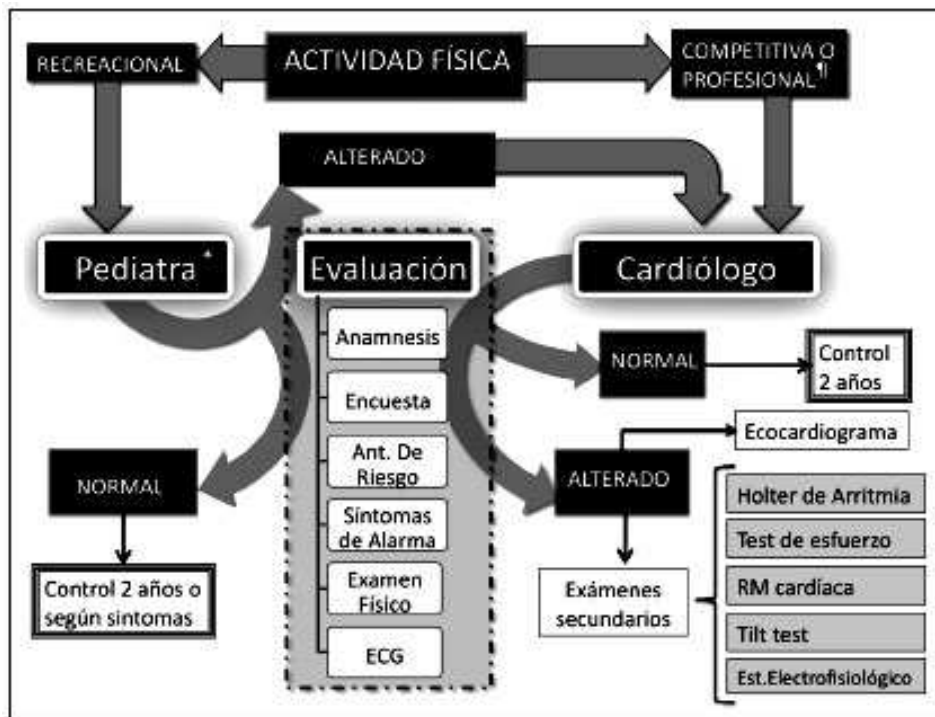 ACTIVIDAD FÍSICA
RECREACIONAL
COMPETITIVA O
PROFESIONAL¶
ALTERADO
Pediatra*
Evaluación
Cardiólogo
Anamnesis
Encuesta
Ant. De
Riesgo
Síntomas
de Alarma
Examen
Físico
ECG
NORMAL
Control 2 años o
según sintomas
NORMAL
Control
2 años
ALTERADO
Ecocardiograma
Exámenes
secundarios
Holter de Arritmia
Test de esfuerzo
RM cardíaca
Tilt test
Est.Electrofisiológico